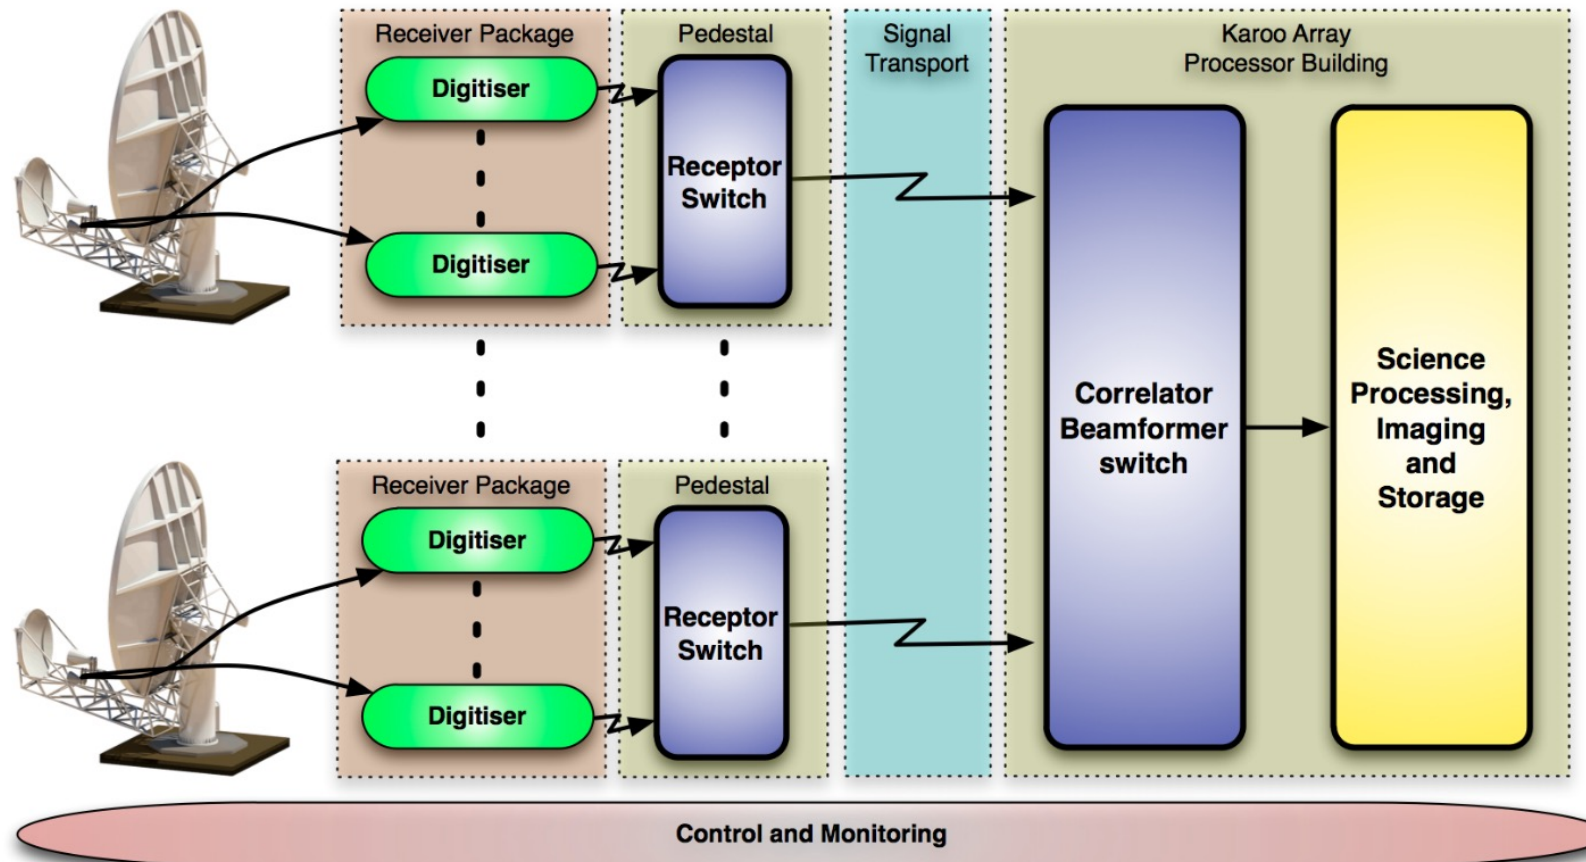 Receiver Package
Pedestal
Signal
Transport
Karoo Array
Processor Building
Digitiser
Digitiser
Receptor
Switch
Correlator
Beamformer
switch
Science
Processing,
Imaging
and
Storage
Receiver Package
Pedestal
Digitiser
Digitiser
Receptor
Switch
Control and Monitoring